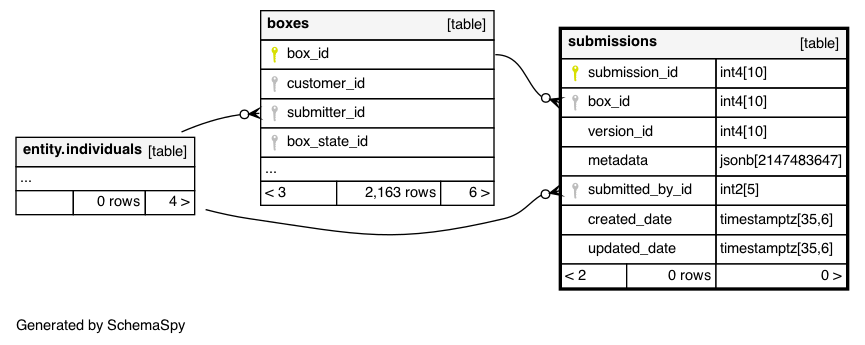 boxes [table]
box_id
customer_id
submitter_id
box_state_id
...
< 3 2,163 rows 6 >
submissions [table]
submission_id int4[10]
box_id int4[10]
version_id int4[10]
metadata jsonb[2147483647]
submitted_by_id int2[5]
created_date timestamptz[35,6]
updated_date timestamptz[35,6]
< 2 0 rows 0 >
entity.individuals [table]
...
0 rows 4 >
Generated by SchemaSpy